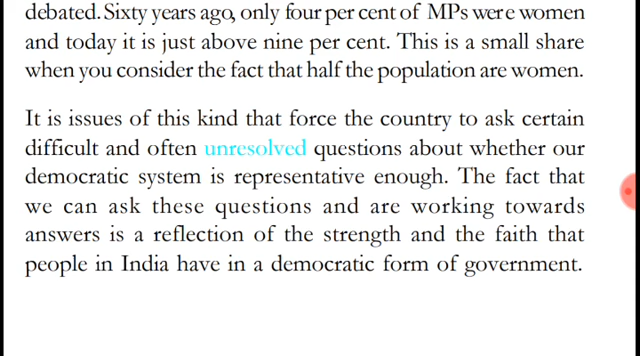 debated. Sixty years ago, only four per cent of MPs were women
and today it is just above nine per cent. This is a small share
when you consider the fact that half the population are women.
It is issues of this kind that force the country to ask certain
difficult and often unresolved questions about whether our
democratic system is representative enough. The fact that
we can ask these questions and are working towards
answers is a reflection of the strength and the faith that
people in India have in a democratic form of government.